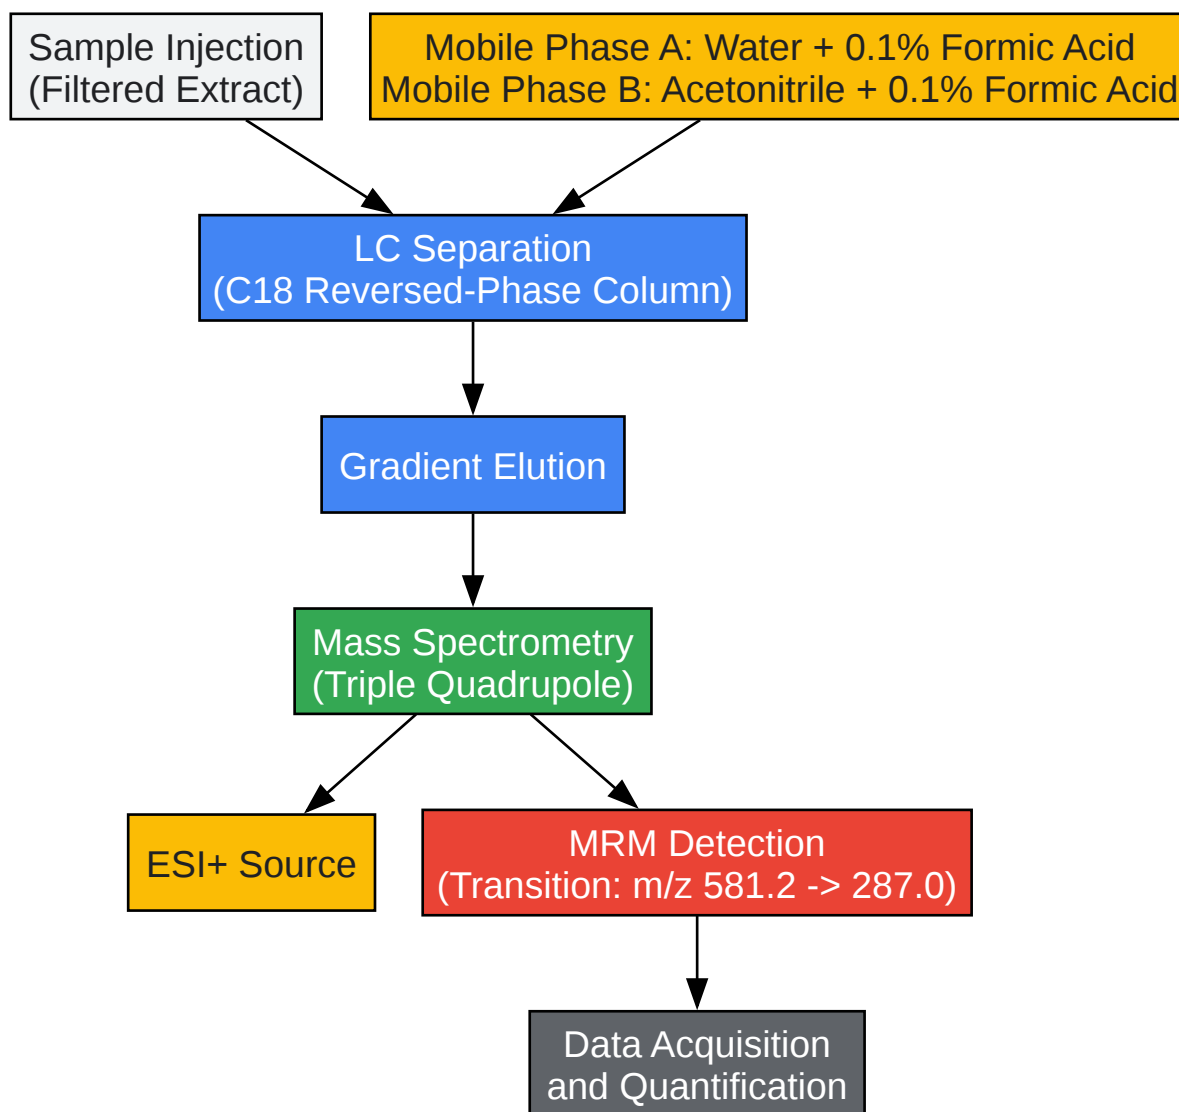 Sample Injection
(Filtered Extract)
Mobile Phase A: Water + 0.1% Formic Acid
Mobile Phase B: Acetonitrile + 0.1% Formic Acid
LC Separation
(C18 Reversed-Phase Column)
Gradient Elution
Mass Spectrometry
(Triple Quadrupole)
ESI+ Source
MRM Detection
(Transition: m/z 581.2 -> 287.0)
Data Acquisition
and Quantification